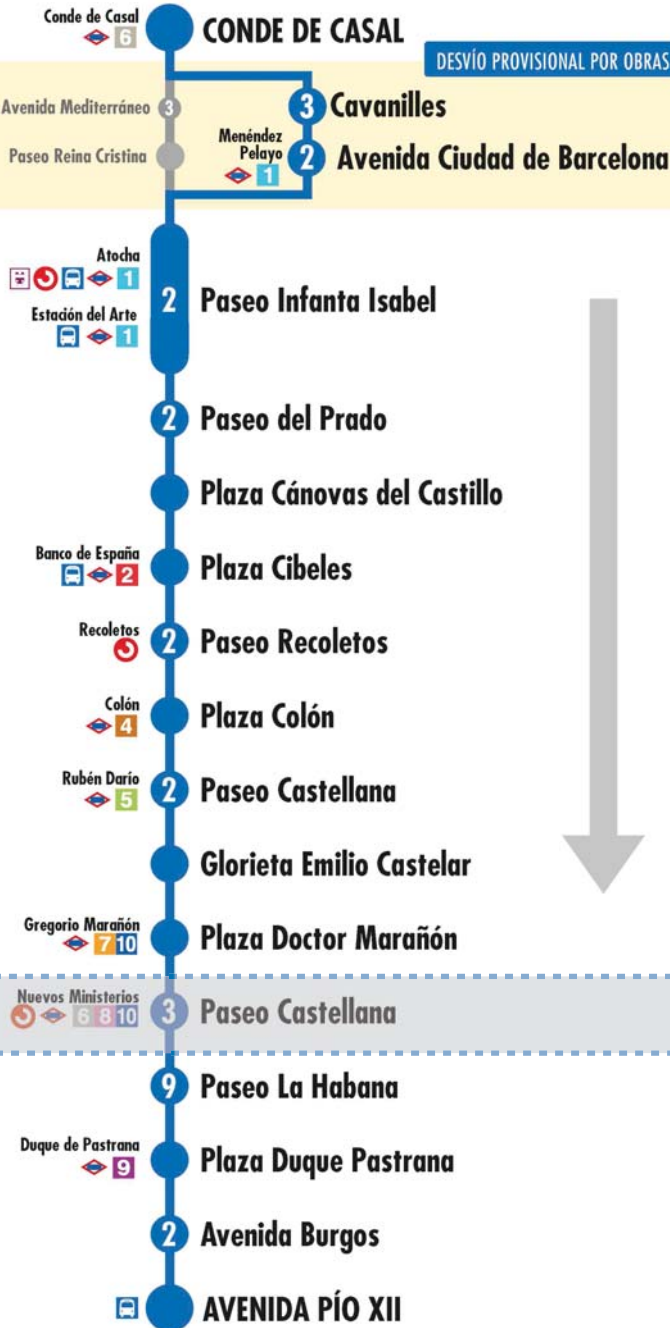 Conde de Casal
6
CONDE DE CASAL
DESVÍO PROVISIONAL POR OBRAS
Avenida Mediterráneo 3
3 Cavanilles
Paseo Reina Cristina
Menéndez
Pelayo
1
2 Avenida Ciudad de Barcelona
Atocha
1
Estación del Arte
1
2 Paseo Infanta Isabel
2 Paseo del Prado
Plaza Cánovas del Castillo
Banco de España
2
Plaza Cibeles
Recoletos
2 Paseo Recoletos
Colón
4
Plaza Colón
Rubén Darío
5
2 Paseo Castellana
Glorieta Emilio Castelar
Gregorio Marañón
7 10
Plaza Doctor Marañón
Nuevos Ministerios
6 8 10
3 Paseo Castellana
9 Paseo La Habana
Duque de Pastrana
9
Plaza Duque Pastrana
2 Avenida Burgos
AVENIDA PÍO XII